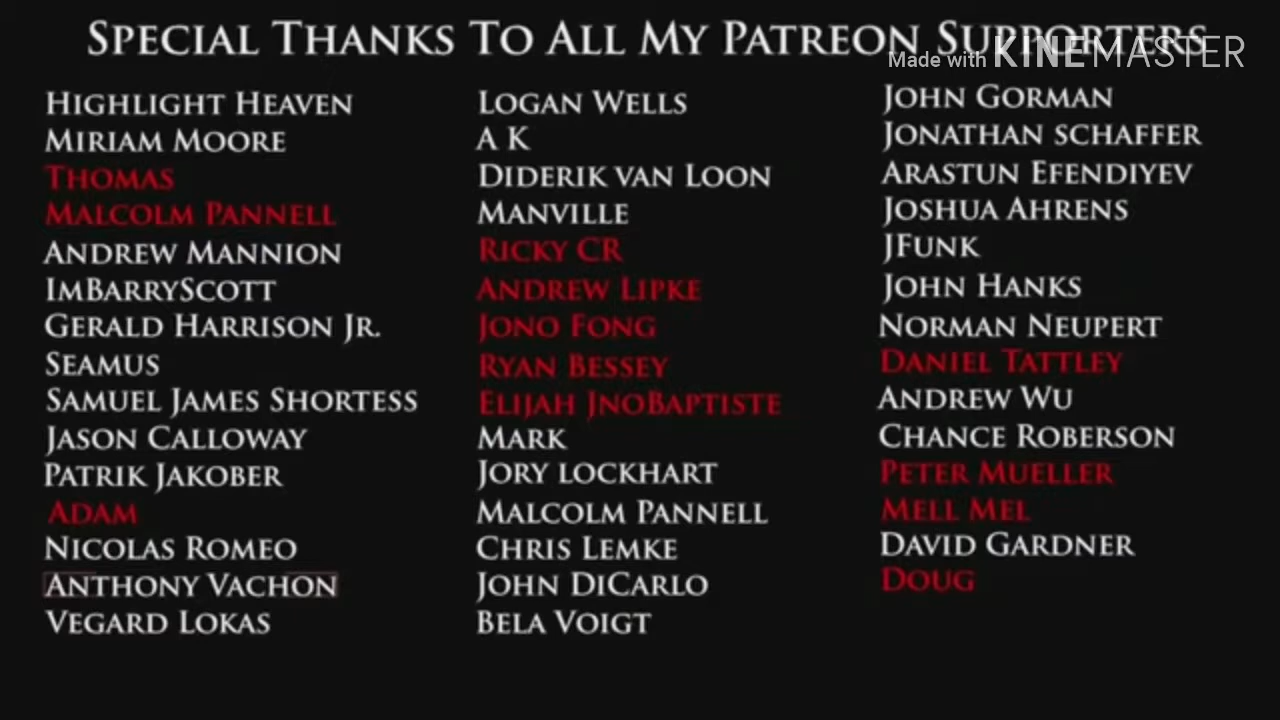 Special Thanks To All My Patreon Supporters
Made with KINEMASTER
Highlight Heaven
Miriam Moore
Thomas
Malcolm Pannell
Andrew Mannion
ImBarryScott
Gerald Harrison Jr.
Seamus
Samuel James Shortess
Jason Calloway
Patrik Jakober
Adam
Nicolas Romeo
Anthony Vachon
Vegard Lokas
Logan Wells
A K
Diderik van Loon
Manville
Ricky CR
Andrew Lipke
Jono Fong
Ryan Bessey
Elijah JnoBaptiste
Mark
Jory lockhart
Malcolm Pannell
Chris Lemke
John DiCarlo
Bela Voigt
John Gorman
Jonathan schaffer
Arastun Efendiyev
Joshua Ahrens
JFunk
John Hanks
Norman Neupert
Daniel Tattley
Andrew Wu
Chance Roberson
Peter Mueller
Mell Mel
David Gardner
Doug